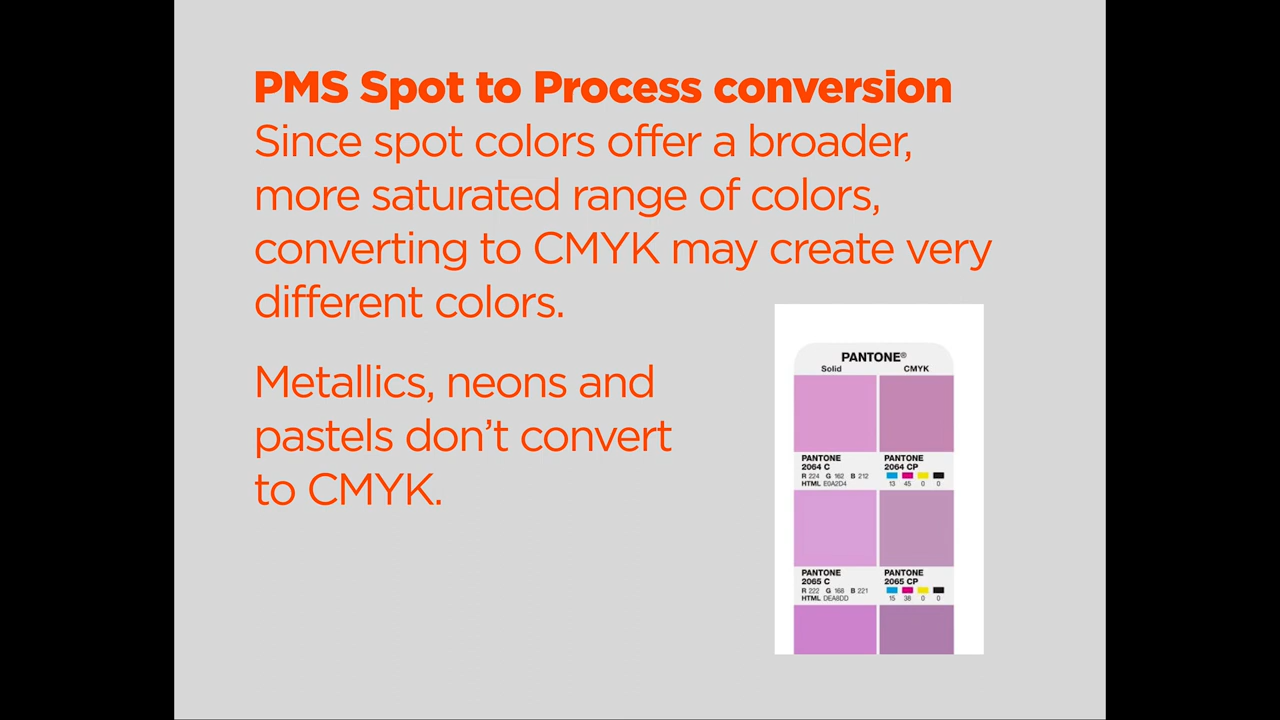 PMS Spot to Process conversion
Since spot colors offer a broader,
more saturated range of colors,
converting to CMYK may create very
different colors.
Metallics, neons and
pastels don’t convert
to CMYK.
PANTONE®
Solid CMYK
PANTONE
2064 C
R 224 G 162 B 212
HTML E0A2D4
PANTONE
2064 CP
13 45 0 0
PANTONE
2065 C
R 222 G 168 B 221
HTML DEA8DD
PANTONE
2065 CP
15 38 0 0